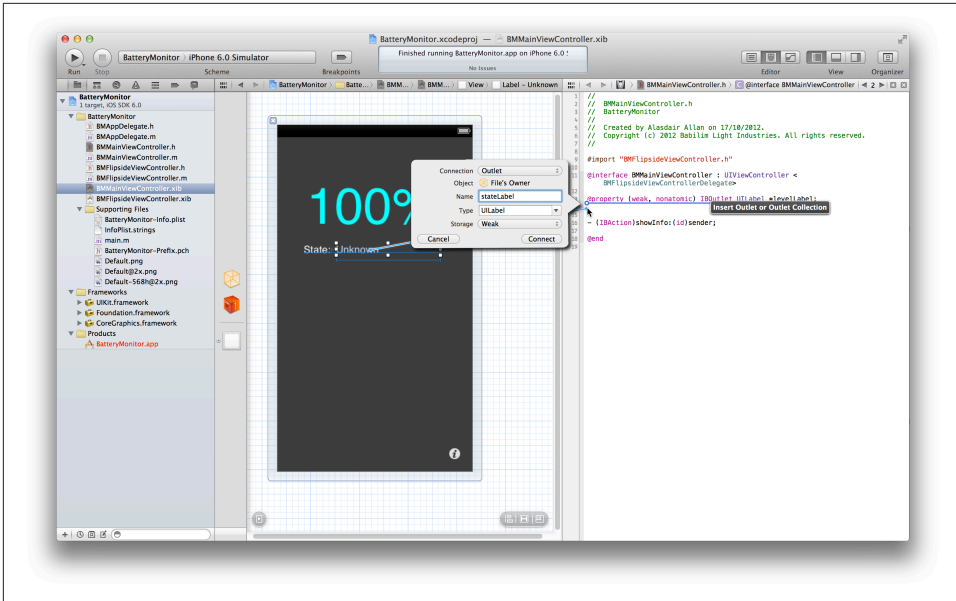 BatteryMonitor.xcodeproj — BMMainViewController.xib
Run
Stop
BatteryMonitor › iPhone 6.0 Simulator
Scheme
Breakpoints
Finished running BatteryMonitor.app on iPhone 6.0 :
No Issues
Editor
View
Organizer
BatteryMonitor › Batte... › BMM... › BMM... › View › Label – Unknown
BMMainViewController.h › @interface BMMainViewController
2
BatteryMonitor
1 target, iOS SDK 6.0
BatteryMonitor
BMAppDelegate.h
BMAppDelegate.m
BMMainViewController.h
BMMainViewController.m
BMFlipsideViewController.h
BMFlipsideViewController.m
BMMainViewController.xib
BMFlipsideViewController.xib
Supporting Files
BatteryMonitor-Info.plist
InfoPlist.strings
main.m
BatteryMonitor-Prefix.pch
Default.png
Default@2x.png
Default-568h@2x.png
Frameworks
UIKit.framework
Foundation.framework
CoreGraphics.framework
Products
BatteryMonitor.app
100%
State: Unknown
Connection Outlet
Object File's Owner
Name stateLabel
Type UILabel
Storage Weak
Cancel Connect
//
// BMMainViewController.h
// BatteryMonitor
//
// Created by Alasdair Allan on 17/10/2012.
// Copyright (c) 2012 Babilim Light Industries. All rights reserved.
//
#import "BMFlipsideViewController.h"
@interface BMMainViewController : UIViewController <
BMFlipsideViewControllerDelegate>
@property (weak, nonatomic) IBOutlet UILabel *levelLabel;
Insert Outlet or Outlet Collection
- (IBAction)showInfo:(id)sender;
@end